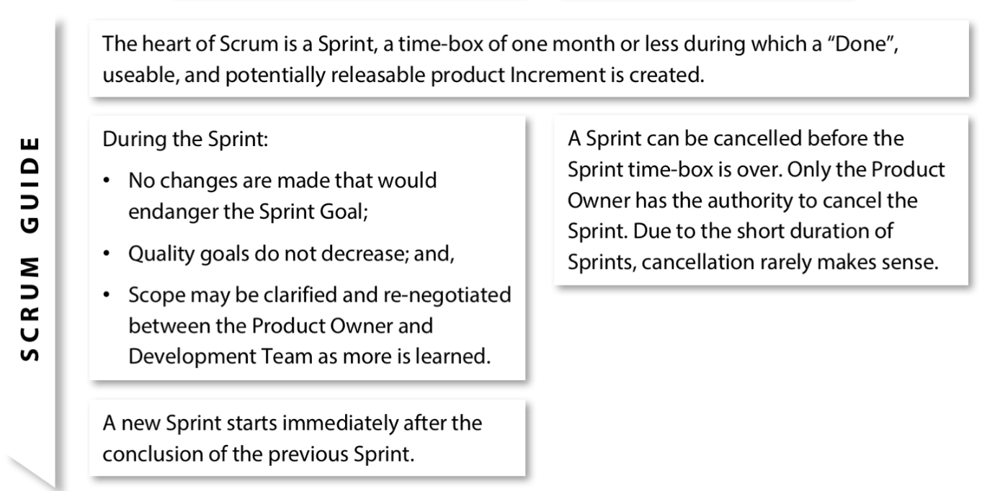 SCRUM GUIDE
The heart of Scrum is a Sprint, a time-box of one month or less during which a “Done”,
useable, and potentially releasable product Increment is created.
During the Sprint:
• No changes are made that would
endanger the Sprint Goal;
• Quality goals do not decrease; and,
• Scope may be clarified and re-negotiated
between the Product Owner and
Development Team as more is learned.
A Sprint can be cancelled before the
Sprint time-box is over. Only the Product
Owner has the authority to cancel the
Sprint. Due to the short duration of
Sprints, cancellation rarely makes sense.
A new Sprint starts immediately after the
conclusion of the previous Sprint.